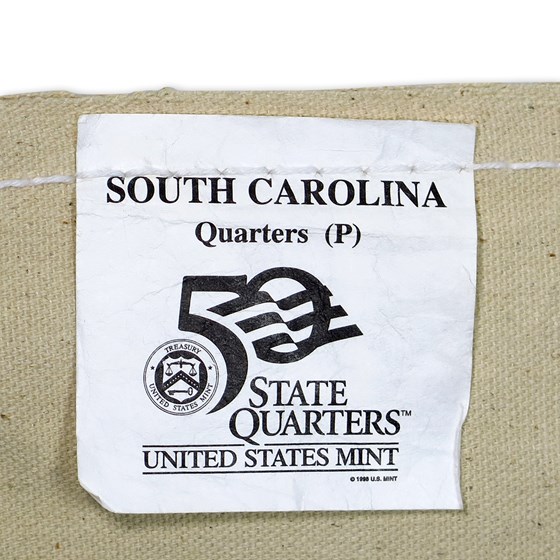 SOUTH CAROLINA
Quarters (P)
50
TREASURY
UNITED STATES MINT
STATE
QUARTERS™
UNITED STATES MINT
© 1998 U.S. MINT